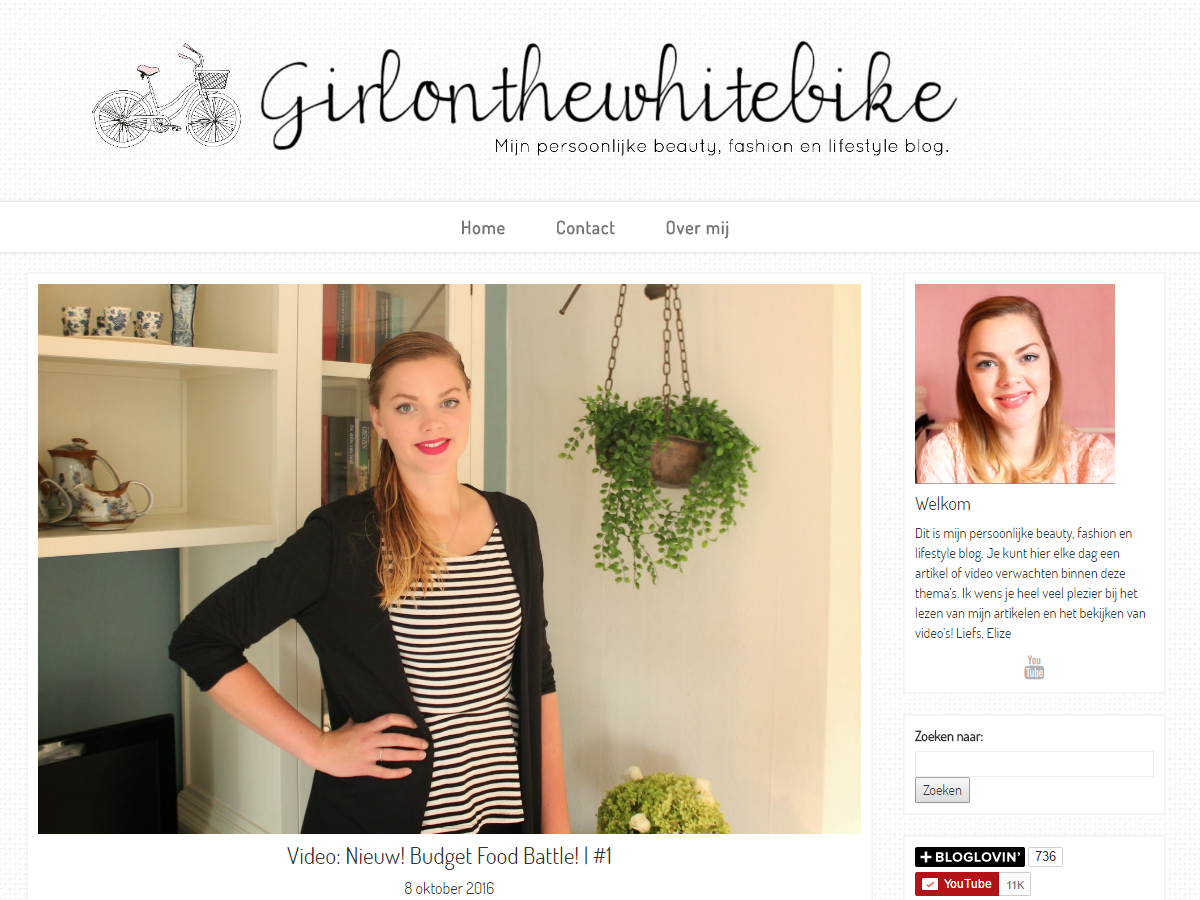 Girlonthewhitebike
Mijn persoonlijke beauty, fashion en lifestyle blog.
Home
Contact
Over mij
Video: Nieuw! Budget Food Battle! | #1
8 oktober 2016
Welkom
Dit is mijn persoonlijke beauty, fashion en
lifestyle blog. Je kunt hier elke dag een
artikel of video verwachten binnen deze
thema's. Ik wens je heel veel plezier bij het
lezen van mijn artikelen en het bekijken van
video's! Liefs, Elize
You
Tube
Zoeken naar:
Zoeken
+ BLOGLOVIN' 736
YouTube 11K